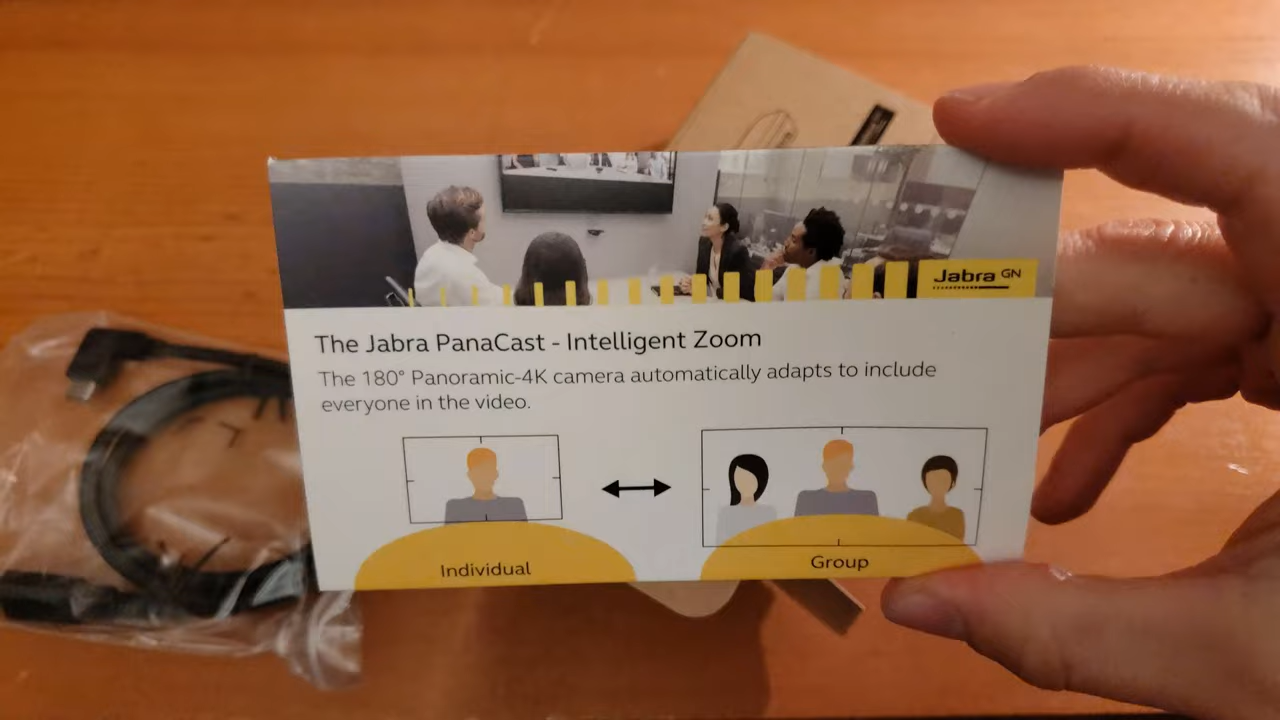 Jabra GN
The Jabra PanaCast - Intelligent Zoom
The 180° Panoramic-4K camera automatically adapts to include
everyone in the video.
Individual
Group